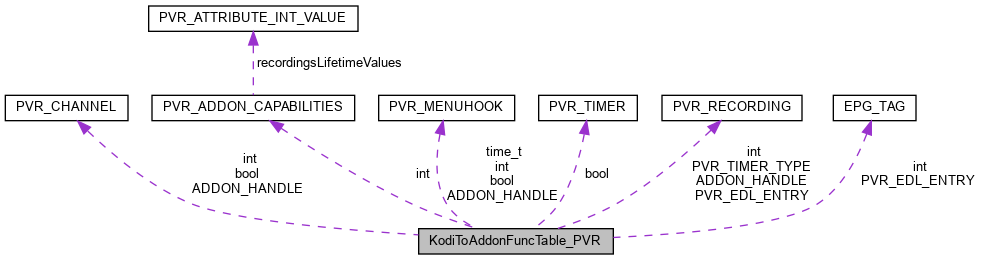 PVR_ATTRIBUTE_INT_VALUE
recordingsLifetimeValues
PVR_CHANNEL
PVR_ADDON_CAPABILITIES
PVR_MENUHOOK
PVR_TIMER
PVR_RECORDING
EPG_TAG
int
bool
ADDON_HANDLE
int
time_t
int
bool
ADDON_HANDLE
bool
int
PVR_TIMER_TYPE
ADDON_HANDLE
PVR_EDL_ENTRY
int
PVR_EDL_ENTRY
KodiToAddonFuncTable_PVR